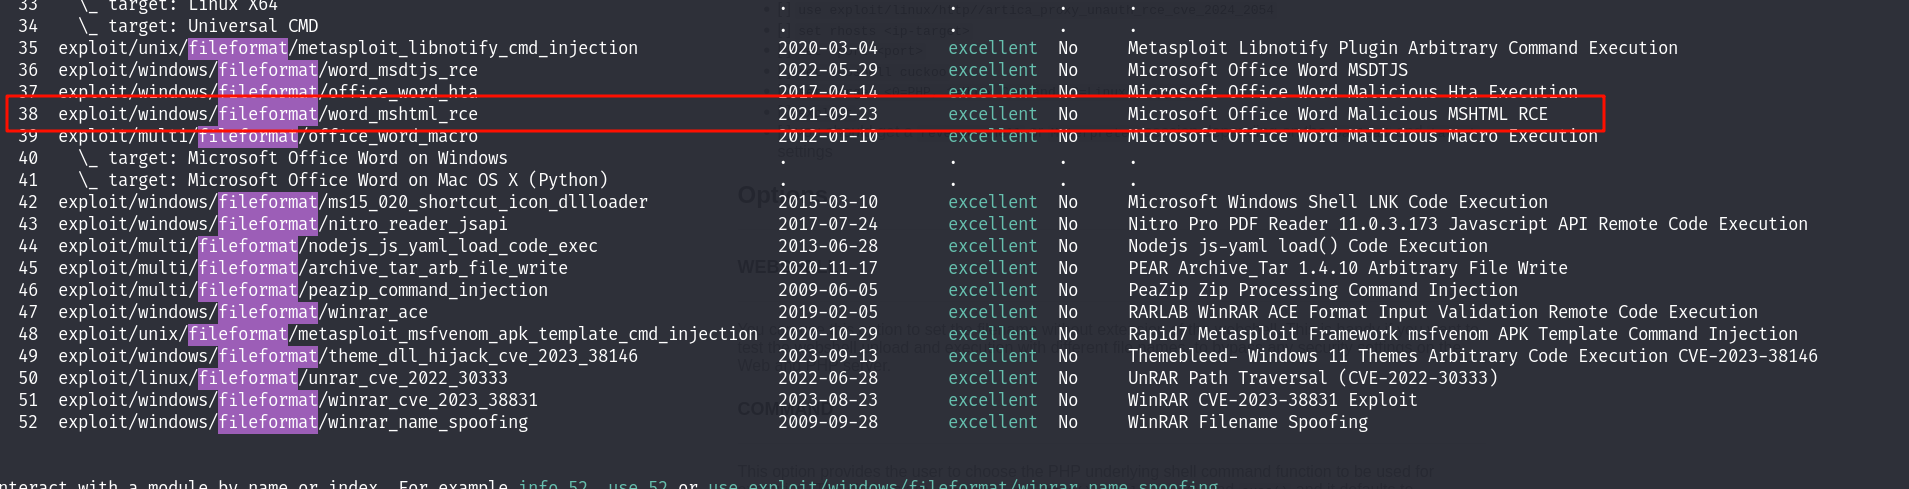 33 \_ target: Linux x64 . . . .
34 \_ target: Universal CMD . . . .
35 exploit/unix/fileformat/metasploit_libnotify_cmd_injection 2020-03-04 excellent No Metasploit Libnotify Plugin Arbitrary Command Execution
36 exploit/windows/fileformat/word_msdtjs_rce 2022-05-29 excellent No Microsoft Office Word MSDTJS
37 exploit/windows/fileformat/office_word_hta 2017-04-14 excellent No Microsoft Office Word Malicious Hta Execution
38 exploit/windows/fileformat/word_mshtml_rce 2021-09-23 excellent No Microsoft Office Word Malicious MSHTML RCE
39 exploit/multi/fileformat/office_word_macro 2012-01-10 excellent No Microsoft Office Word Malicious Macro Execution
40 \_ target: Microsoft Office Word on Windows . . . .
41 \_ target: Microsoft Office Word on Mac OS X (Python) . . . .
42 exploit/windows/fileformat/ms15_020_shortcut_icon_dllloader 2015-03-10 excellent No Microsoft Windows Shell LNK Code Execution
43 exploit/windows/fileformat/nitro_reader_jsapi 2017-07-24 excellent No Nitro Pro PDF Reader 11.0.3.173 Javascript API Remote Code Execution
44 exploit/multi/fileformat/nodejs_js_yaml_load_code_exec 2013-06-28 excellent No Nodejs js-yaml load() Code Execution
45 exploit/multi/fileformat/archive_tar_arb_file_write 2020-11-17 excellent No PEAR Archive_Tar 1.4.10 Arbitrary File Write
46 exploit/multi/fileformat/peazip_command_injection 2009-06-05 excellent No PeaZip Zip Processing Command Injection
47 exploit/windows/fileformat/winrar_ace 2019-02-05 excellent No RARLAB WinRAR ACE Format Input Validation Remote Code Execution
48 exploit/unix/fileformat/metasploit_msfvenom_apk_template_cmd_injection 2020-10-29 excellent No Rapid7 Metasploit Framework msfvenom APK Template Command Injection
49 exploit/windows/fileformat/theme_dll_hijack_cve_2023_38146 2023-09-13 excellent No Themebleed- Windows 11 Themes Arbitrary Code Execution CVE-2023-38146
50 exploit/linux/fileformat/unrar_cve_2022_30333 2022-06-28 excellent No UnRAR Path Traversal (CVE-2022-30333)
51 exploit/windows/fileformat/winrar_cve_2023_38831 2023-08-23 excellent No WinRAR CVE-2023-38831 Exploit
52 exploit/windows/fileformat/winrar_name_spoofing 2009-09-28 excellent No WinRAR Filename Spoofing
nteract with a module by name or index. For example info 52, use 52 or use exploit/windows/fileformat/winrar_name_spoofing